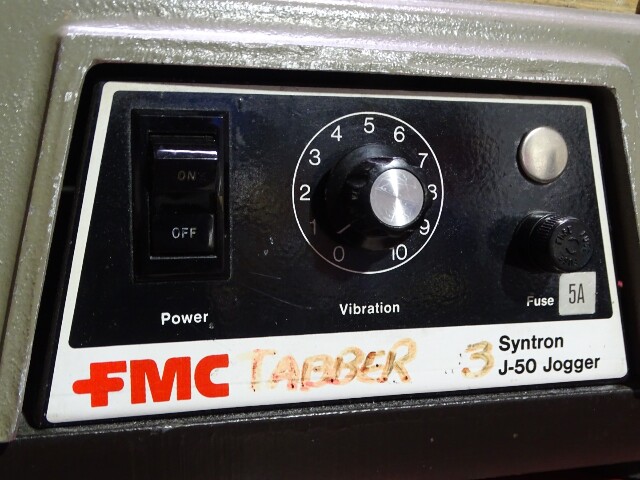 ON
OFF
Power
0 1 2 3 4 5 6 7 8 9 10
Vibration
Fuse 5A
FMC TABBER 3 Syntron
J-50 Jogger